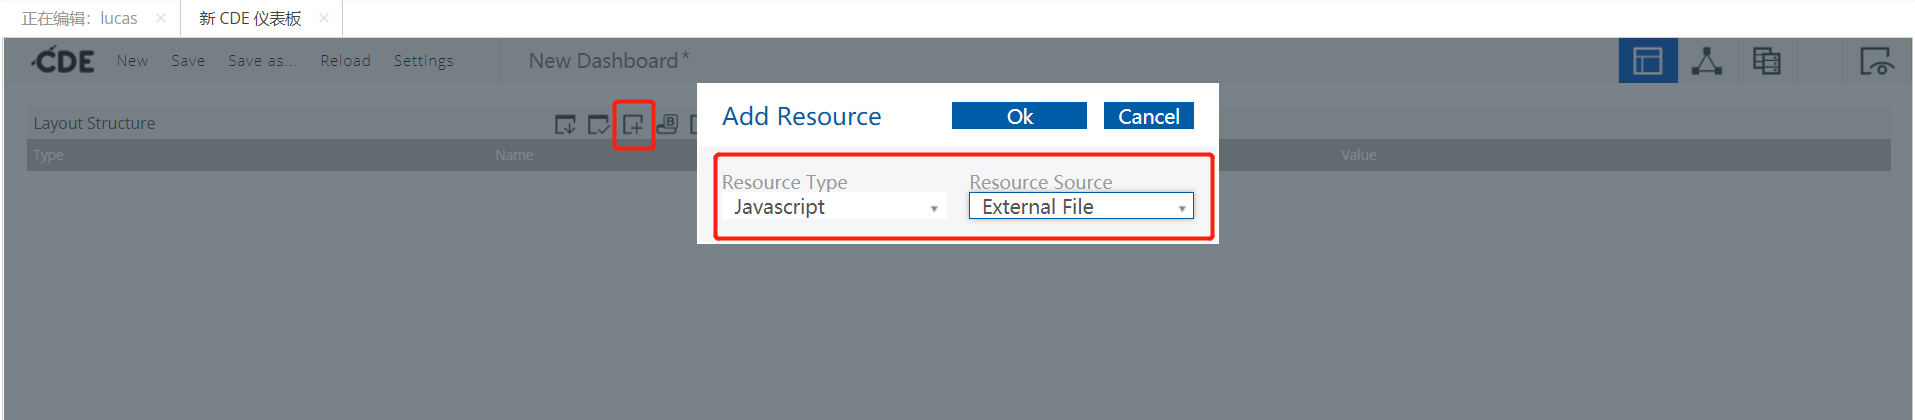 正在编辑：lucas × 新 CDE 仪表板 ×
CDE New Save Save as... Reload Settings New Dashboard*
Add Resource Ok Cancel
Layout Structure B
Type Name Value
Resource Type Resource Source
Javascript External File